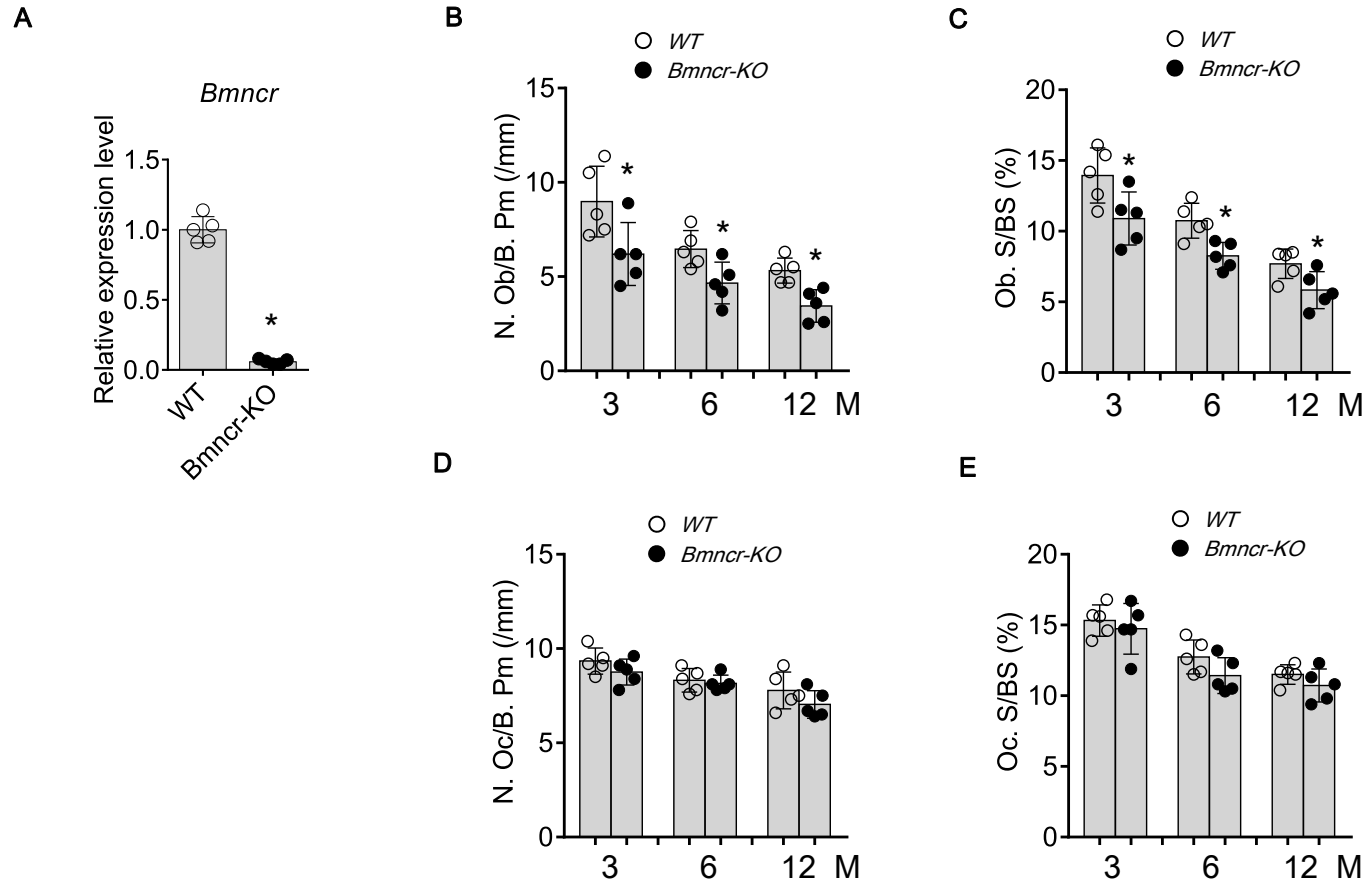 A
Bmncr
Relative expression level
1.5
1.0
0.5
0.0
*
WT
Bmncr-KO
B
WT
Bmncr-KO
N. Ob/B. Pm (/mm)
15
10
5
0
*
*
*
3 6 12 M
C
WT
Bmncr-KO
Ob. S/BS (%)
20
15
10
5
0
*
*
*
3 6 12 M
D
WT
Bmncr-KO
N. Oc/B. Pm (/mm)
15
10
5
0
3 6 12 M
E
WT
Bmncr-KO
Oc. S/BS (%)
20
15
10
5
0
3 6 12 M